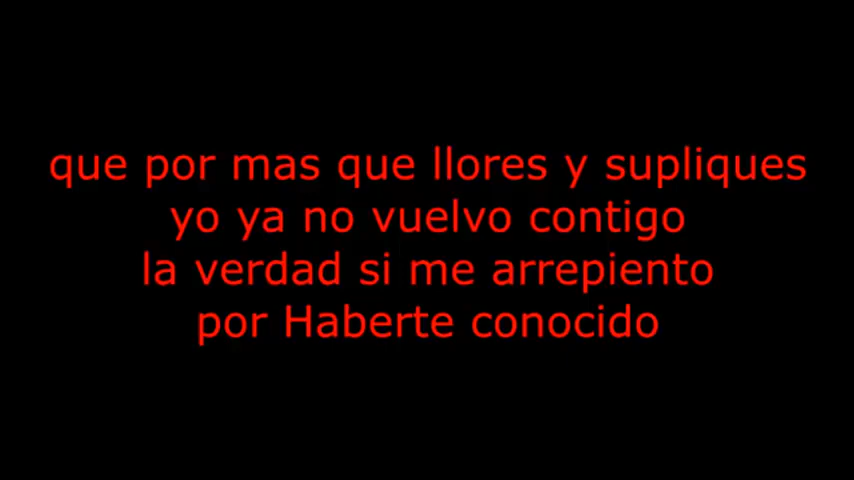 que por mas que llores y supliques
yo ya no vuelvo contigo
la verdad si me arrepiento
por Haberte conocido